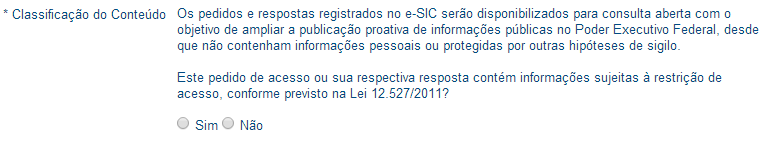 * Classificação do Conteúdo Os pedidos e respostas registrados no e-SIC serão disponibilizados para consulta aberta com o
objetivo de ampliar a publicação proativa de informações públicas no Poder Executivo Federal, desde
que não contenham informações pessoais ou protegidas por outras hipóteses de sigilo.
Este pedido de acesso ou sua respectiva resposta contém informações sujeitas à restrição de
acesso, conforme previsto na Lei 12.527/2011?
Sim Não